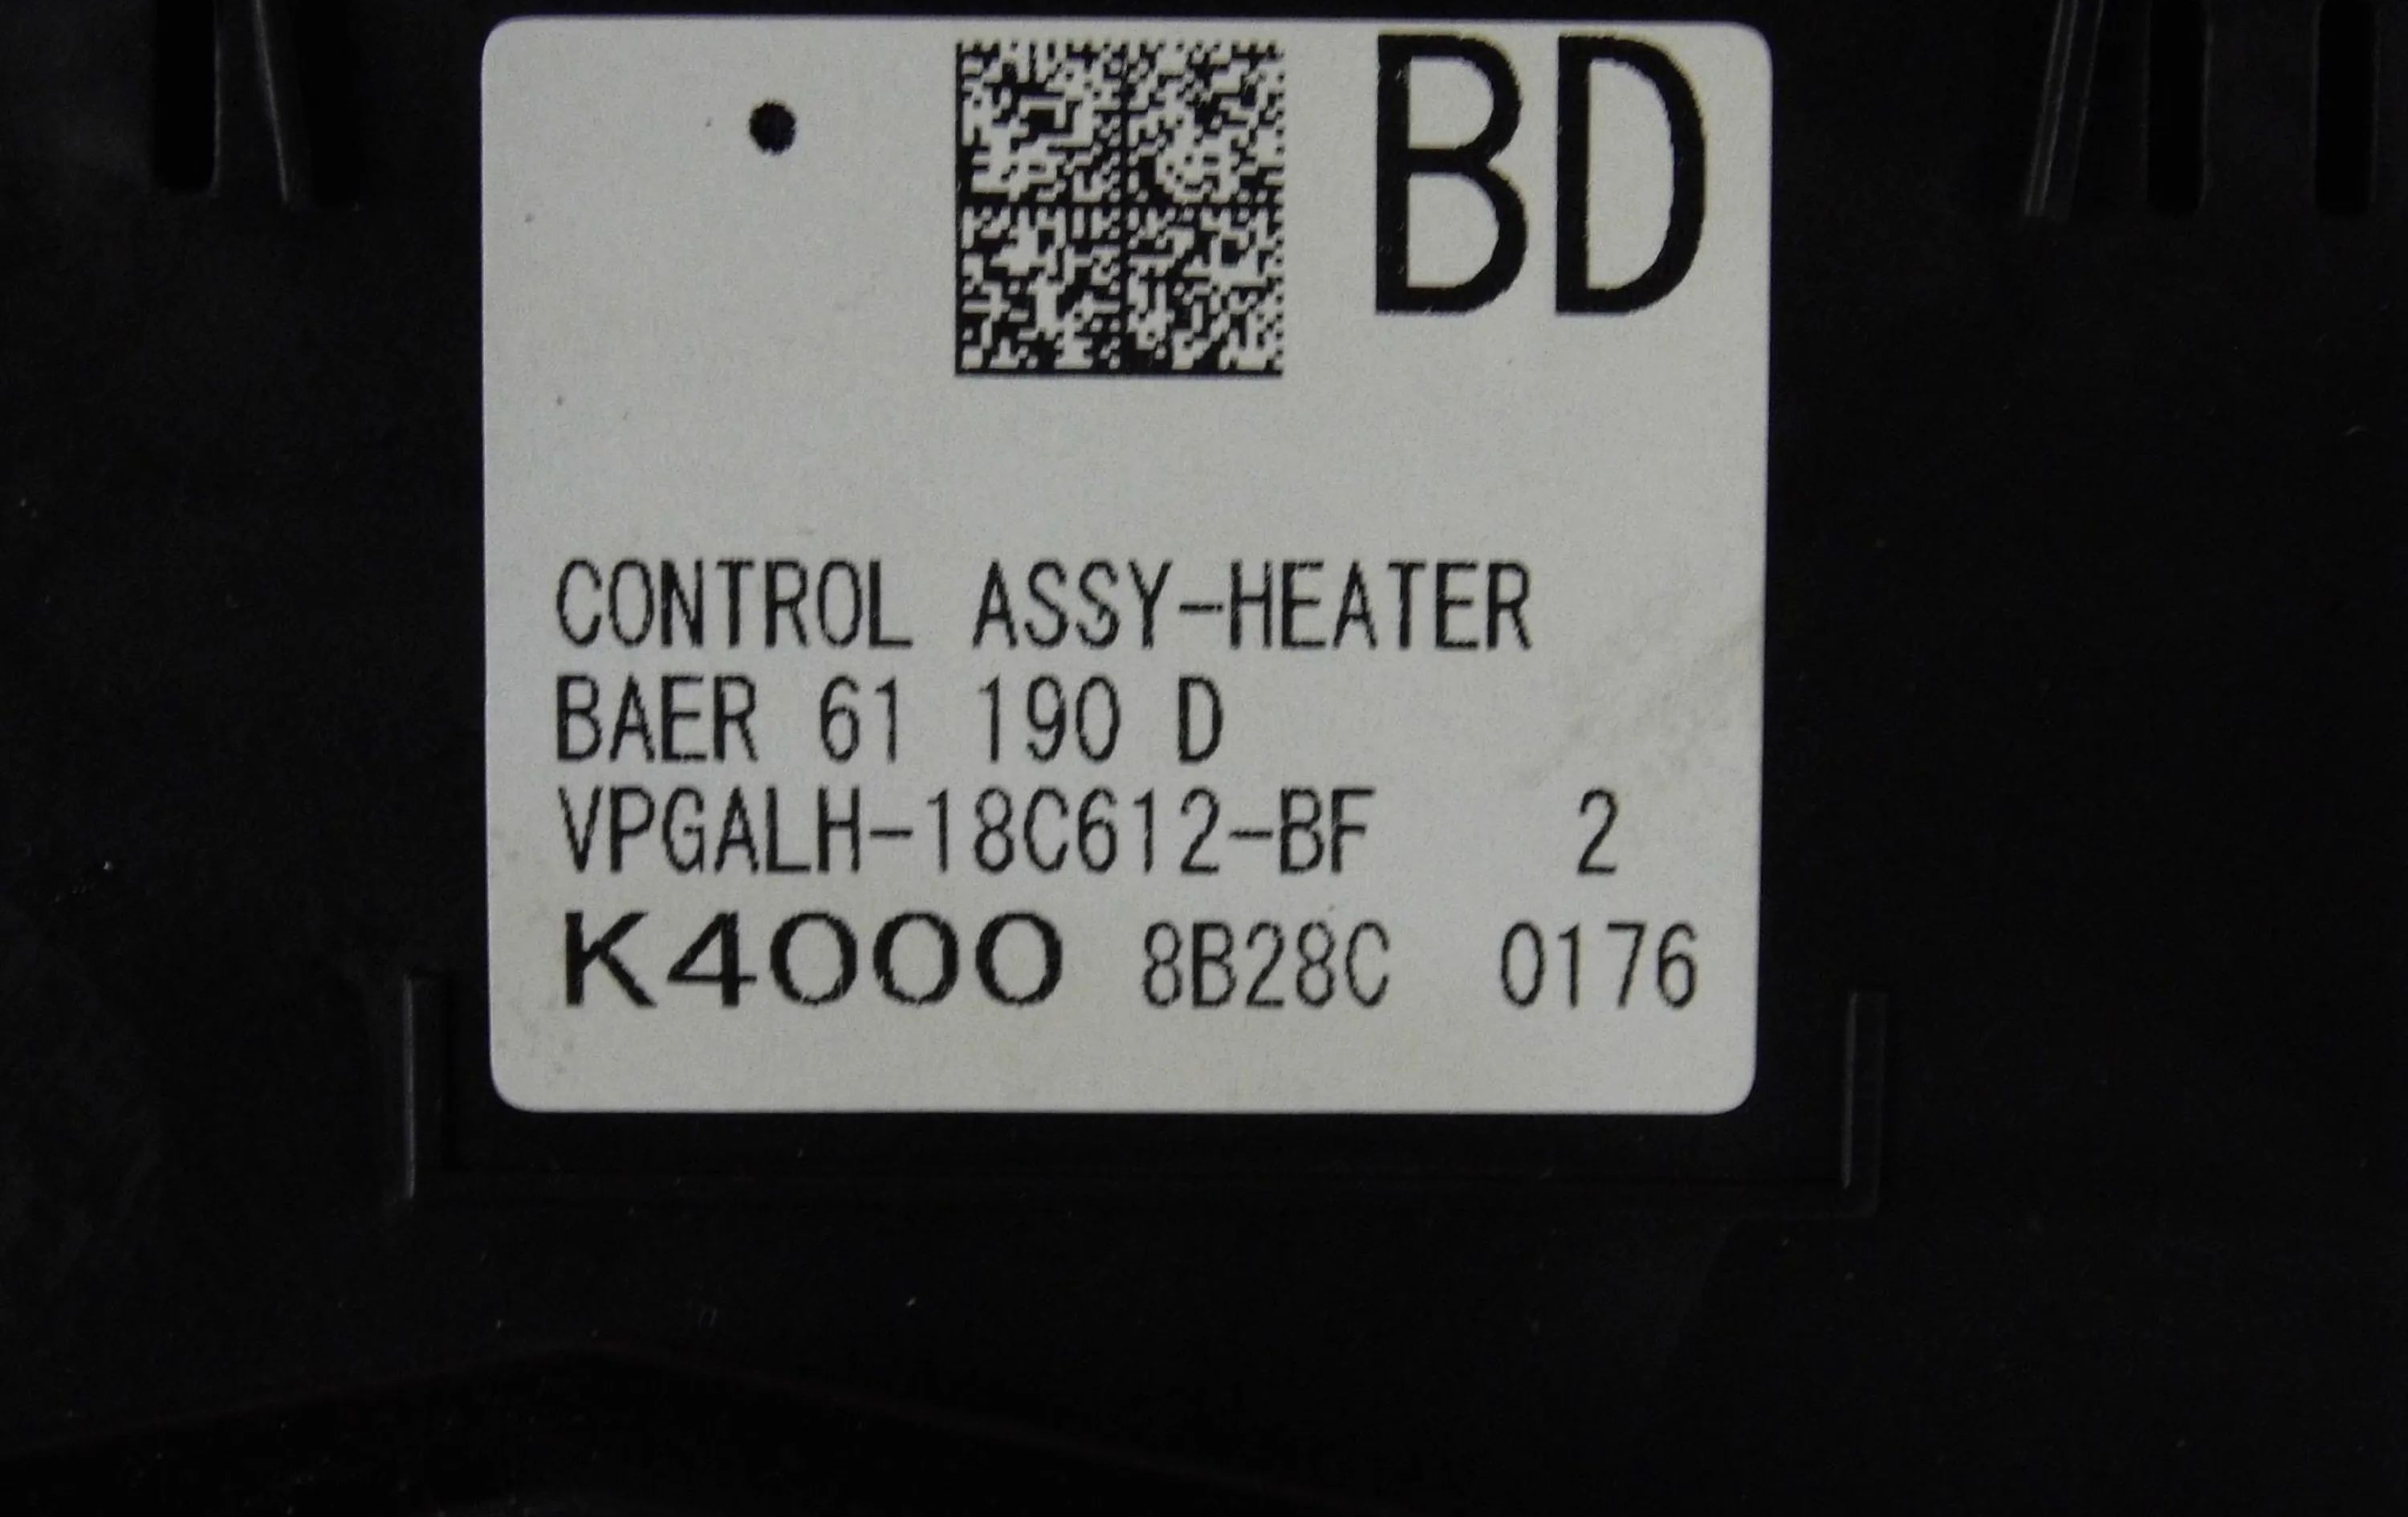 BD
CONTROL ASSY-HEATER
BAER 61 190 D
VPGALH-18C612-BF 2
K4000 8B28C 0176